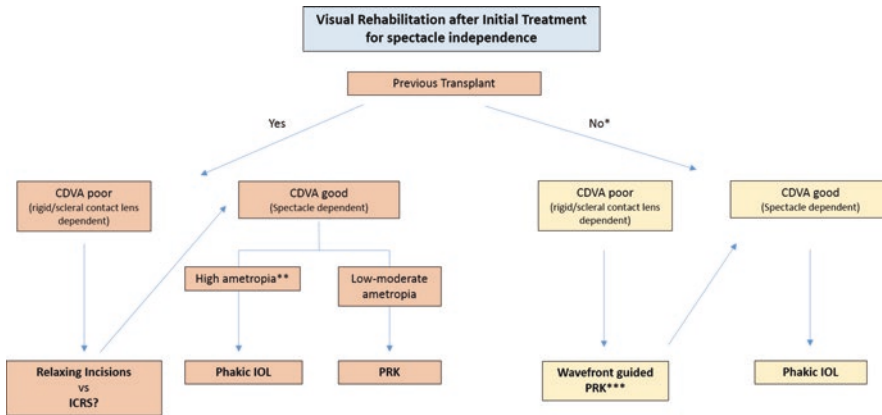 Visual Rehabilitation after Initial Treatment
for spectacle independence
Previous Transplant
Yes
No*
CDVA poor
(rigid/scleral contact lens
dependent)
CDVA good
(Spectacle dependent)
CDVA poor
(rigid/scleral contact lens
dependent)
CDVA good
(Spectacle dependent)
High ametropia**
Low-moderate
ametropia
Relaxing Incisions
vs
ICRS?
Phakic IOL
PRK
Wavefront guided
PRK***
Phakic IOL